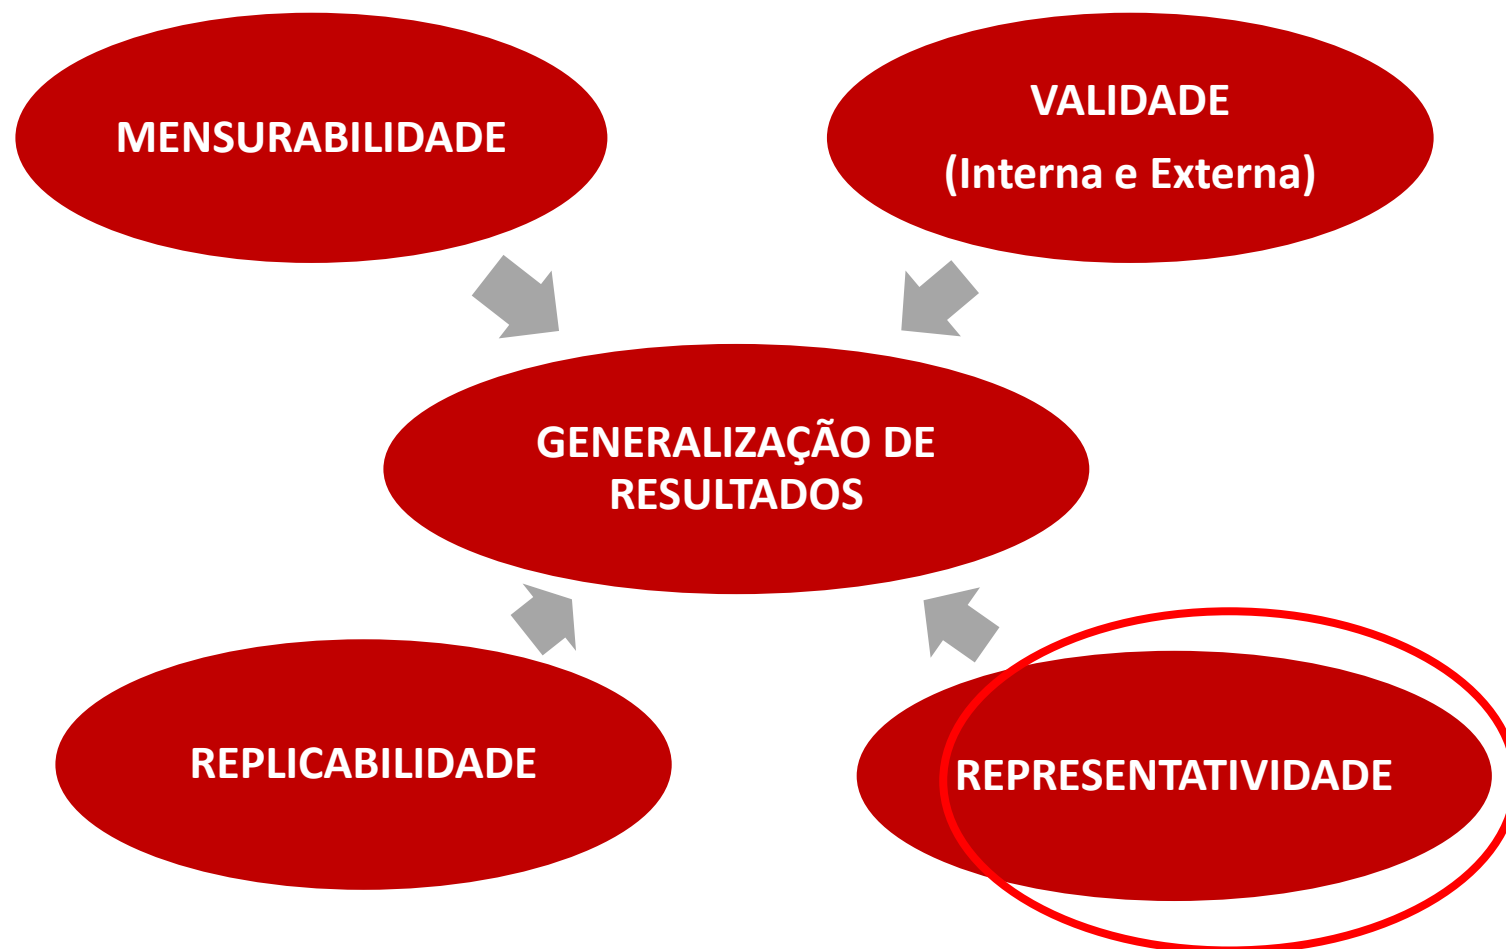 MENSURABILIDADE
VALIDADE
(Interna e Externa)
GENERALIZAÇÃO DE
RESULTADOS
REPLICABILIDADE
REPRESENTATIVIDADE